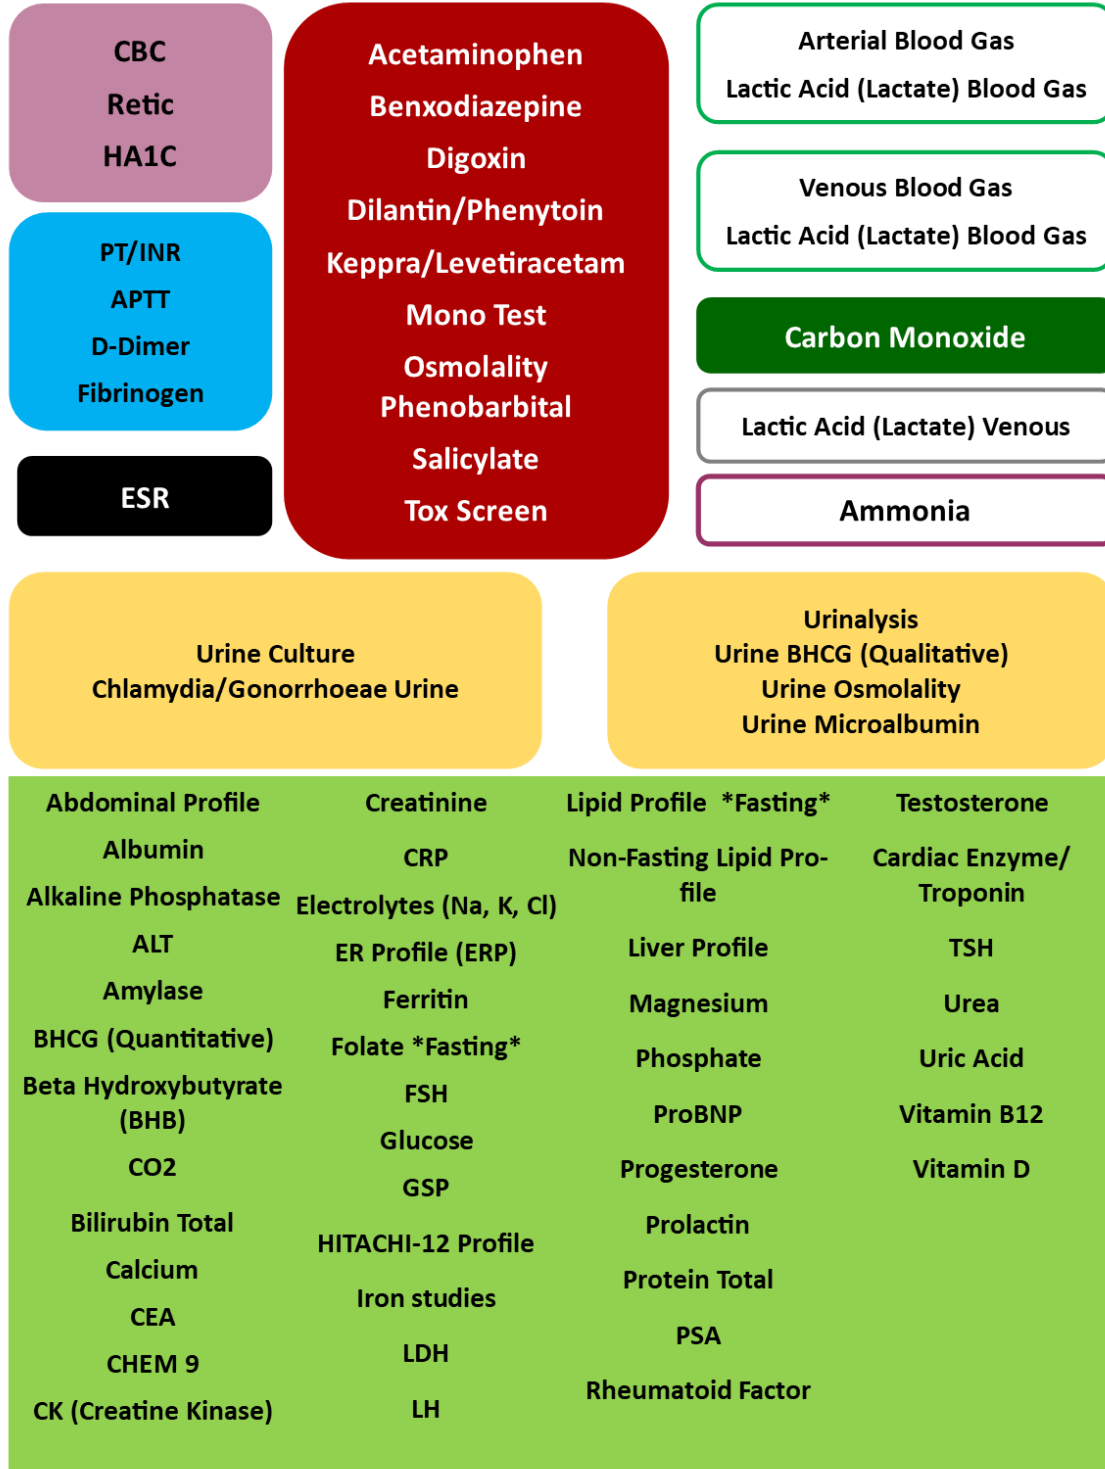 CBC
Retic
HA1C
PT/INR
APTT
D-Dimer
Fibrinogen
ESR
Acetaminophen
Benxodiazepine
Digoxin
Dilantin/Phenytoin
Keppra/Levetiracetam
Mono Test
Osmolality
Phenobarbital
Salicylate
Tox Screen
Arterial Blood Gas
Lactic Acid (Lactate) Blood Gas
Venous Blood Gas
Lactic Acid (Lactate) Blood Gas
Carbon Monoxide
Lactic Acid (Lactate) Venous
Ammonia
Urine Culture
Chlamydia/Gonorrhoeae Urine
Urinalysis
Urine BHCG (Qualitative)
Urine Osmolality
Urine Microalbumin
Abdominal Profile
Albumin
Alkaline Phosphatase
ALT
Amylase
BHCG (Quantitative)
Beta Hydroxybutyrate
(BHB)
CO2
Bilirubin Total
Calcium
CEA
CHEM 9
CK (Creatine Kinase)
Creatinine
CRP
Electrolytes (Na, K, Cl)
ER Profile (ERP)
Ferritin
Folate *Fasting*
FSH
Glucose
GSP
HITACHI-12 Profile
Iron studies
LDH
LH
Lipid Profile  *Fasting*
Non-Fasting Lipid Pro-
file
Liver Profile
Magnesium
Phosphate
ProBNP
Progesterone
Prolactin
Protein Total
PSA
Rheumatoid Factor
Testosterone
Cardiac Enzyme/
Troponin
TSH
Urea
Uric Acid
Vitamin B12
Vitamin D